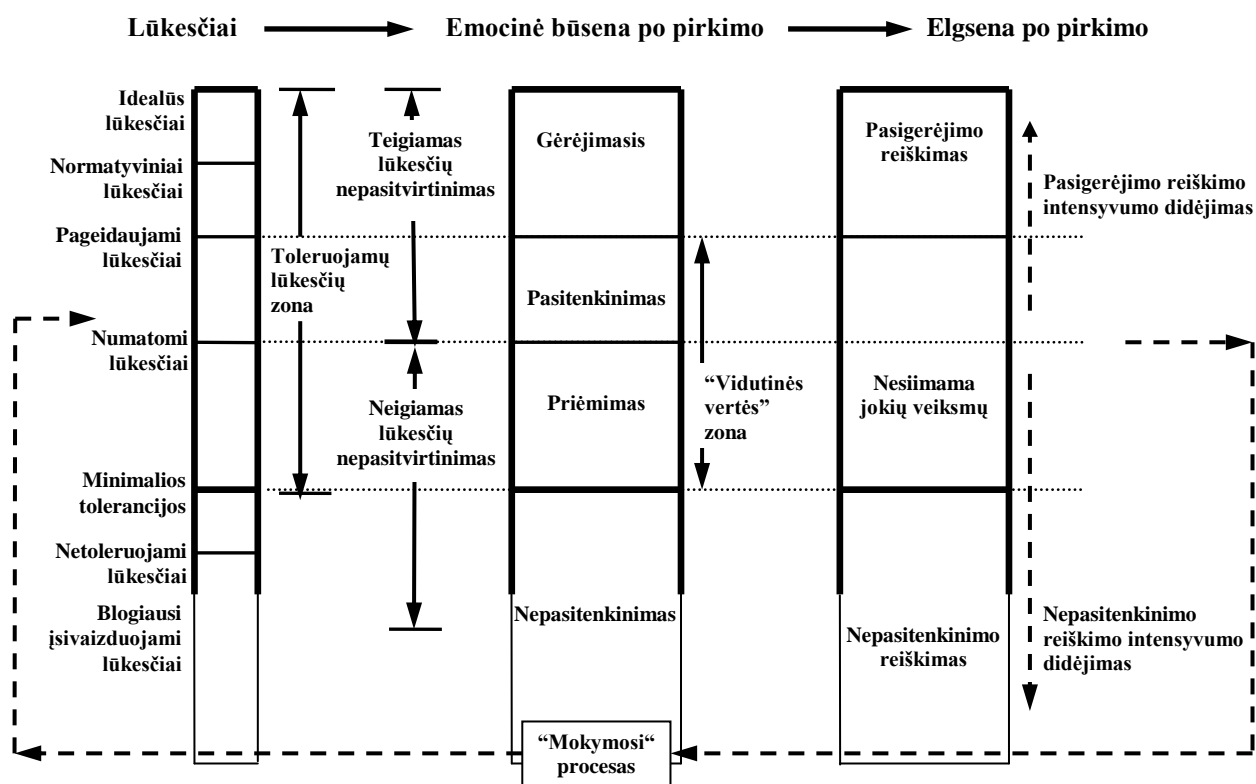 Lūkesčiai
Emocinė būsena po pirkimo
Elgsena po pirkimo
Idealūs
lūkesčiai
Normatyviniai
lūkesčiai
Pageidaujami
lūkesčiai
Numatomi
lūkesčiai
Minimalios
tolerancijos
Netoleruojami
lūkesčiai
Blogiausi
įsivaizduojami
lūkesčiai
Toleruojamų
lūkesčių
zona
Teigiamas
lūkesčių
nepasitvirtinimas
Neigiamas
lūkesčių
nepasitvirtinimas
Gėrėjimasis
Pasitenkinimas
Priėmimas
Nepasitenkinimas
“Vidutinės
vertės”
zona
Pasigerėjimo
reiškimas
Nesiimama
jokių veiksmų
Nepasitenkinimo
reiškimas
Pasigerėjimo reiškimo
intensyvumo didėjimas
Nepasitenkinimo
reiškimo intensyvumo
didėjimas
“Mokymosi“
procesas